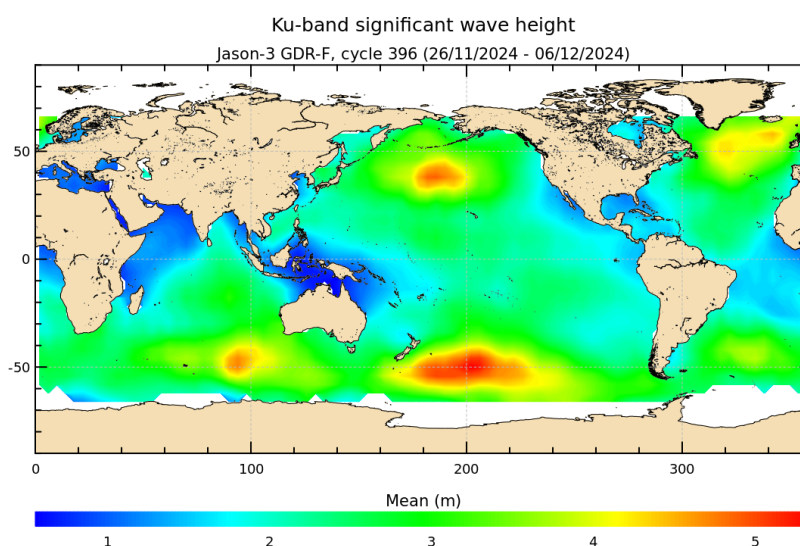 Ku-band significant wave height
Jason-3 GDR-F, cycle 396 (26/11/2024 - 06/12/2024)
50
0
-50
0 100 200 300
Mean (m)
1 2 3 4 5